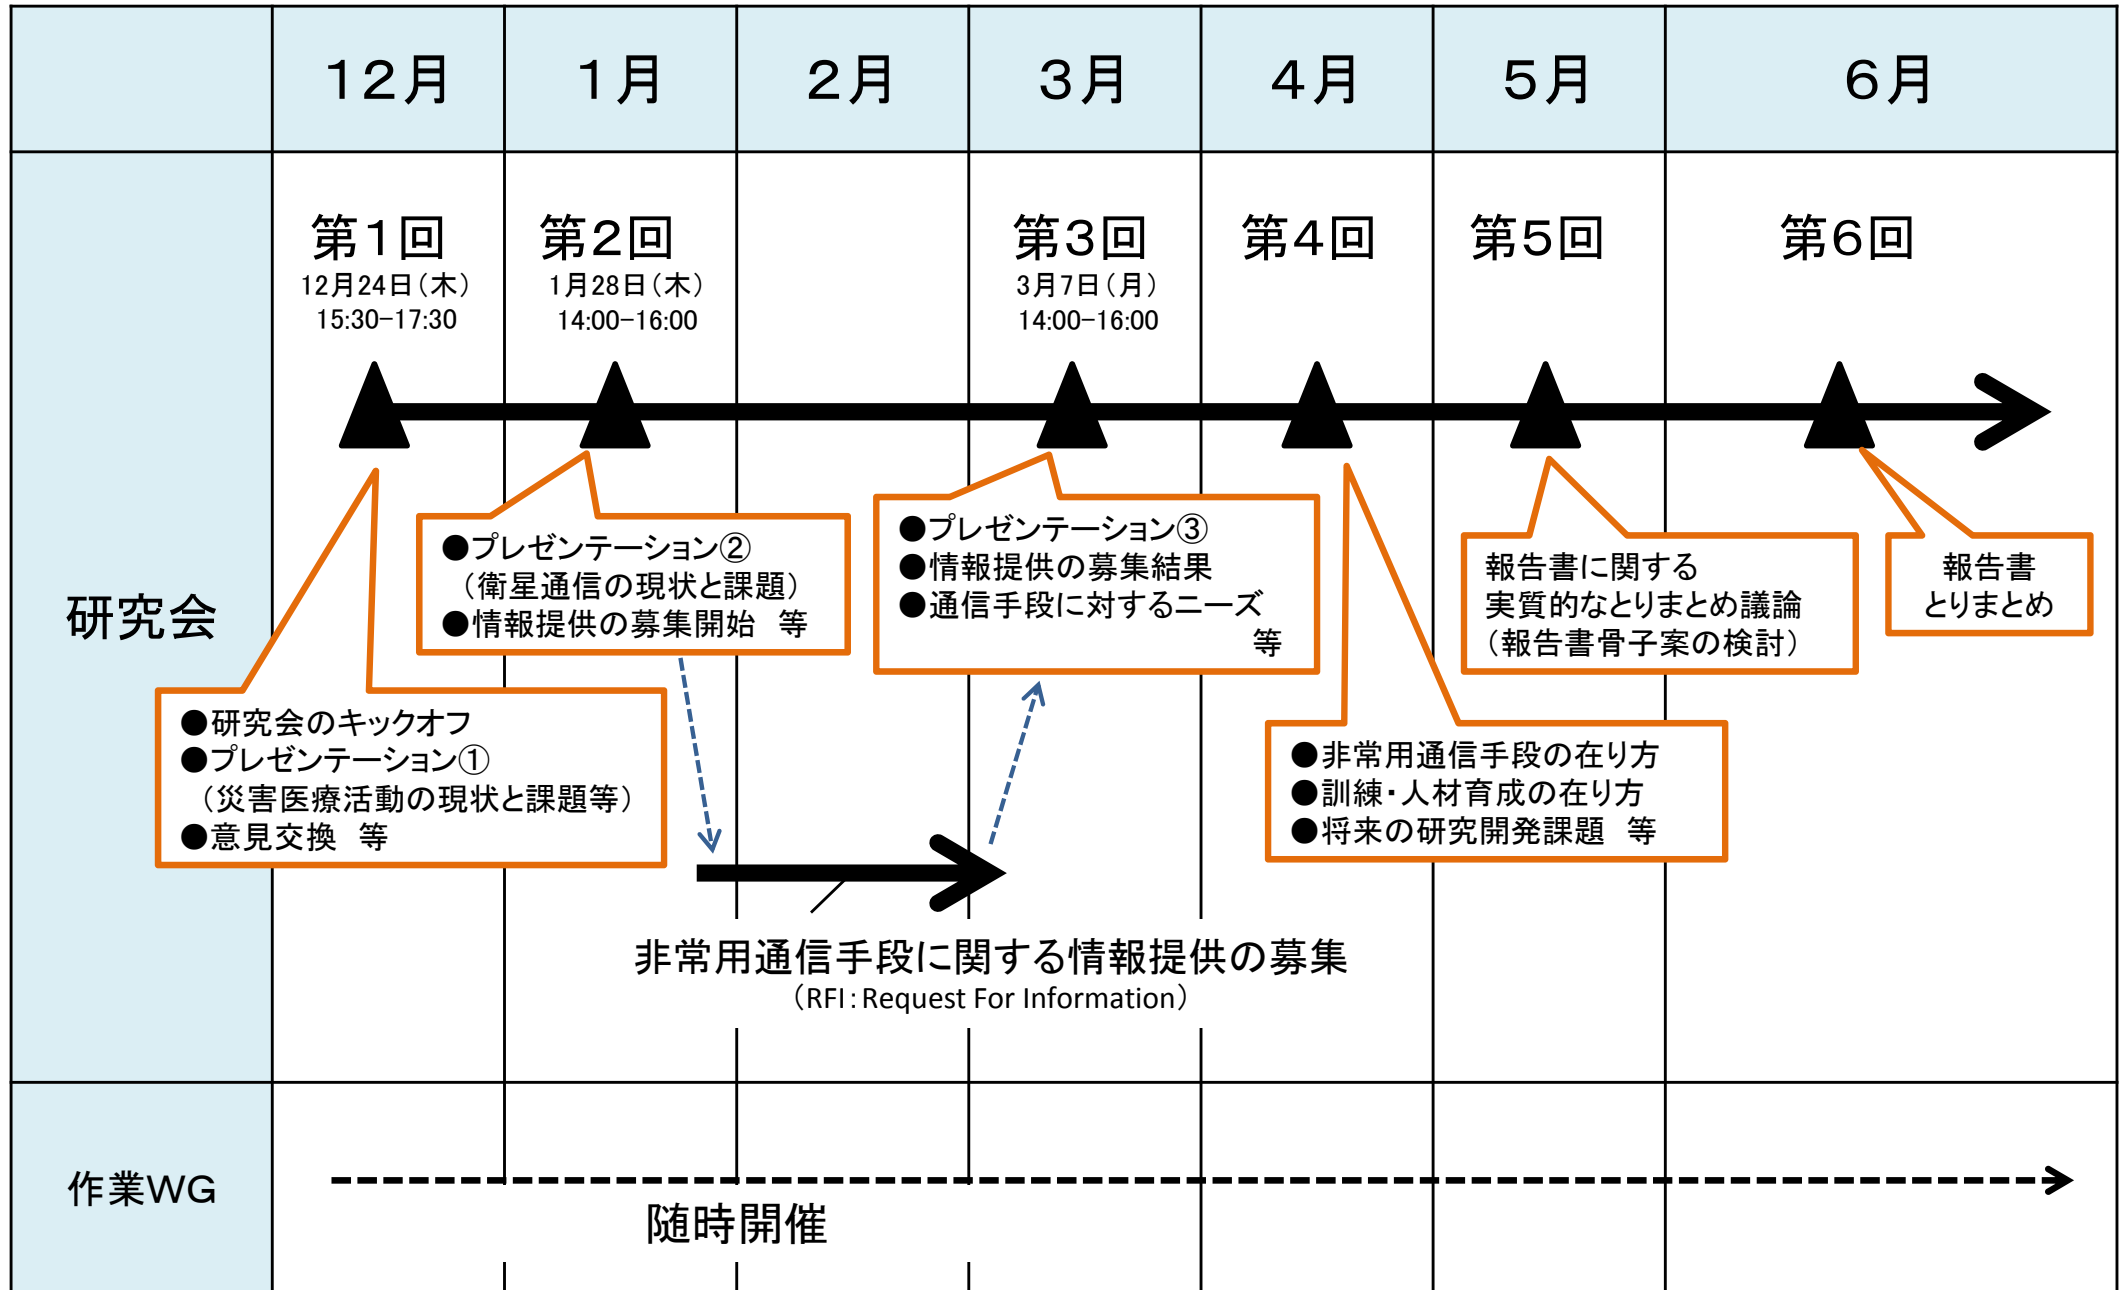 12月
1月
2月
3月
4月
5月
6月
研究会
第1回
12月24日（木）
15:30-17:30
第2回
1月28日（木）
14:00-16:00
第3回
3月7日（月）
14:00-16:00
第4回
第5回
第6回
●研究会のキックオフ
●プレゼンテーション①
（災害医療活動の現状と課題等）
●意見交換　等
●プレゼンテーション②
（衛星通信の現状と課題）
●情報提供の募集開始　等
●プレゼンテーション③
●情報提供の募集結果
●通信手段に対するニーズ
等
●非常用通信手段の在り方
●訓練・人材育成の在り方
●将来の研究開発課題　等
報告書に関する
実質的なとりまとめ議論
（報告書骨子案の検討）
報告書
とりまとめ
非常用通信手段に関する情報提供の募集
（RFI：Request For Information）
作業WG
随時開催